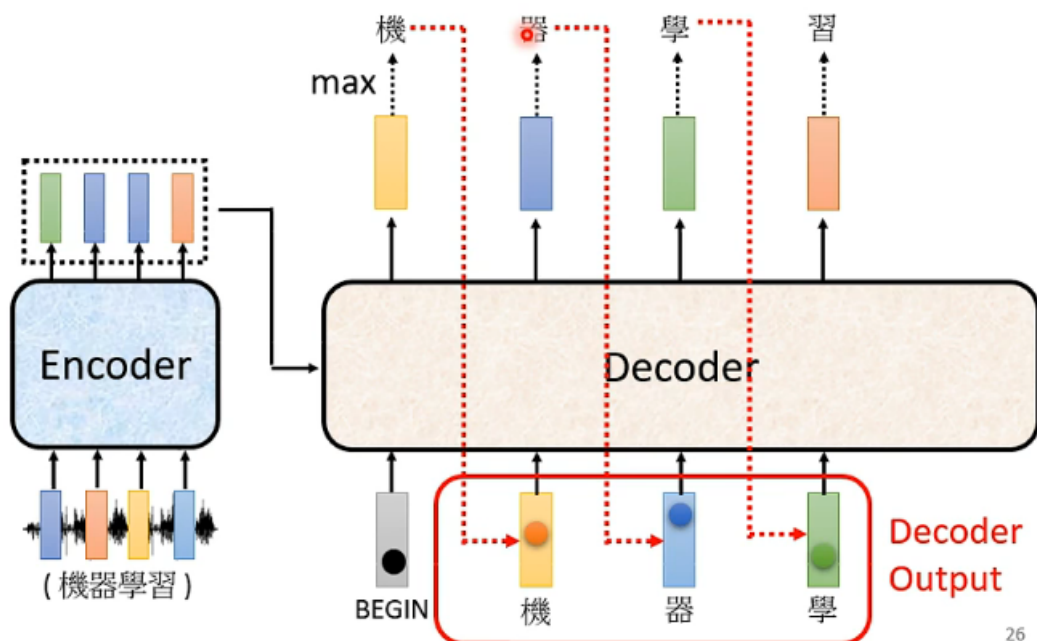 機 器 學 習
max
Encoder
Decoder
(機器學習)
BEGIN 機 器 學
Decoder
Output
26